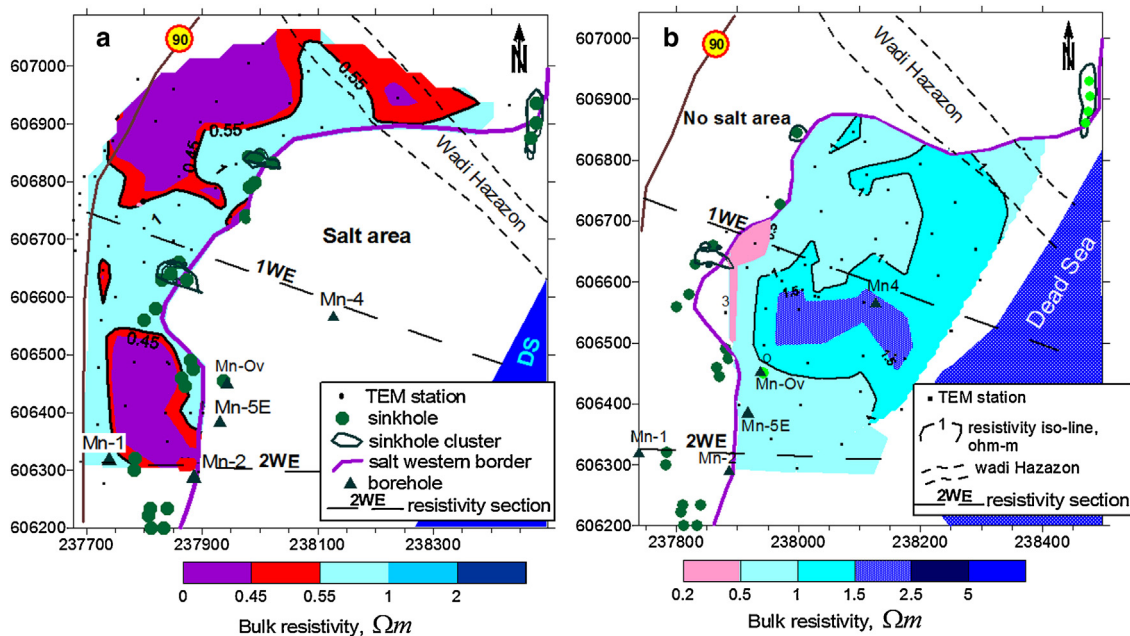 a
90
N
607000
606900
606800
606700
606600
606500
606400
606300
606200
0.55
0.55
0.45
1
1
0.45
Wadi Hazazon
Salt area
1WE
Mn-4
DS
Mn-Ov
Mn-5E
Mn-1
Mn-2
2WE
TEM station
sinkhole
sinkhole cluster
salt western border
borehole
2WE resistivity section
237700 237900 238100 238300
0 0.45 0.55 1 2
Bulk resistivity, Ωm
b
90
N
607000
606900
606800
606700
606600
606500
606400
606300
606200
Wadi Hazazon
No salt area
1
1
1
1WE
3
1
1
1.5
Mn4
3
1.5
0
Mn-Ov
Mn-5E
Mn-1
2WE
Mn-2
Dead Sea
TEM station
1 resistivity iso-line,
ohm-m
wadi Hazazon
2WE resistivity section
237800 238000 238200 238400
0.2 0.5 1 1.5 2.5 5
Bulk resistivity, Ωm